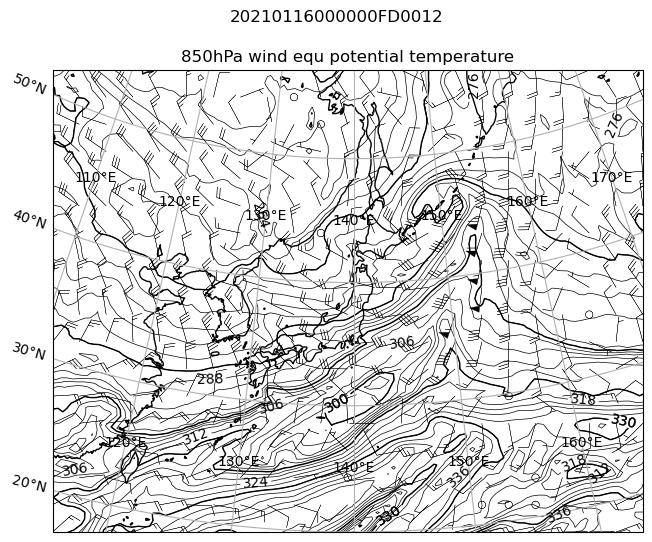 20210116000000FD0012
850hPa wind equ potential temperature
50°N
276
276
110°E
170°E
120°E
130°E
140°E
150°E
160°E
40°N
306
30°N
288
306
300
318
330
312
120°E
160°E
306
130°E
140°E
150°E
318
312
324
336
20°N
330
336